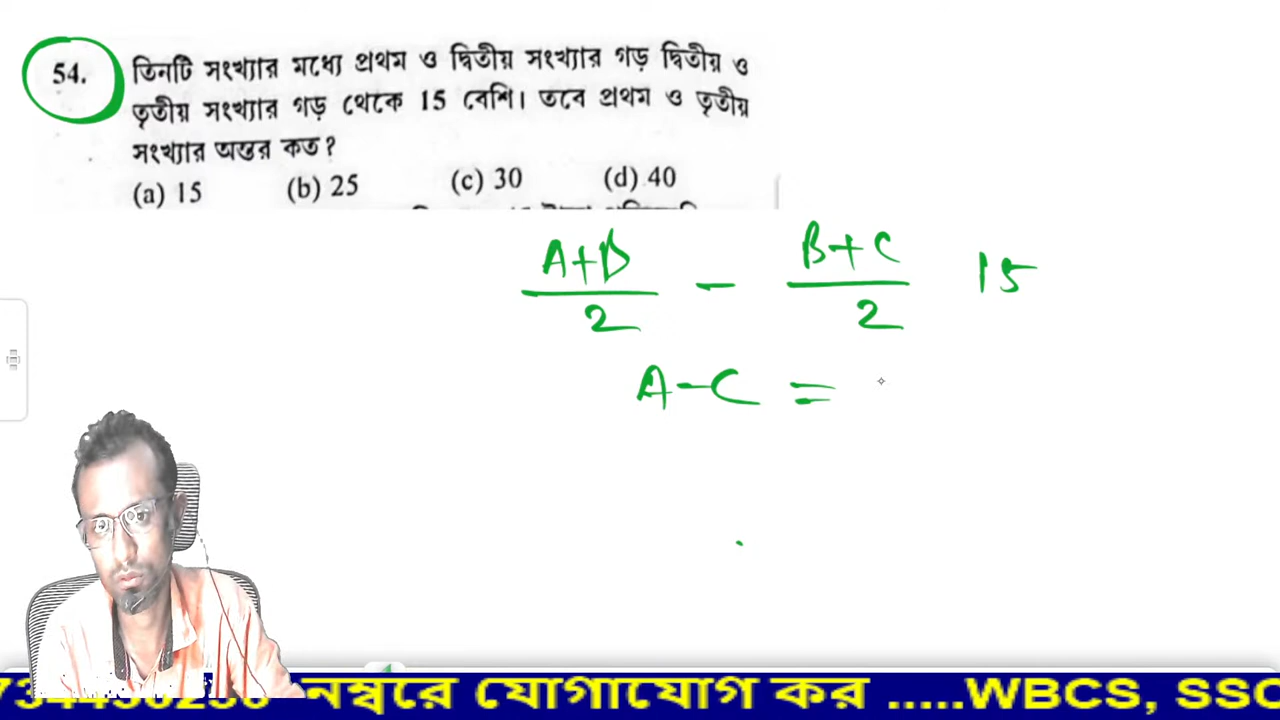 54. তিনটি সংখ্যার মধ্যে প্রথম ও দ্বিতীয় সংখ্যার গড় দ্বিতীয় ও
তৃতীয় সংখ্যার গড় থেকে 15 বেশি। তবে প্রথম ও তৃতীয়
সংখ্যার অন্তর কত?
(a) 15 (b) 25 (c) 30 (d) 40
A+B B+C
— - — 15
2 2
A-C =
নম্বরে যোগাযোগ কর .....WBCS, SSC